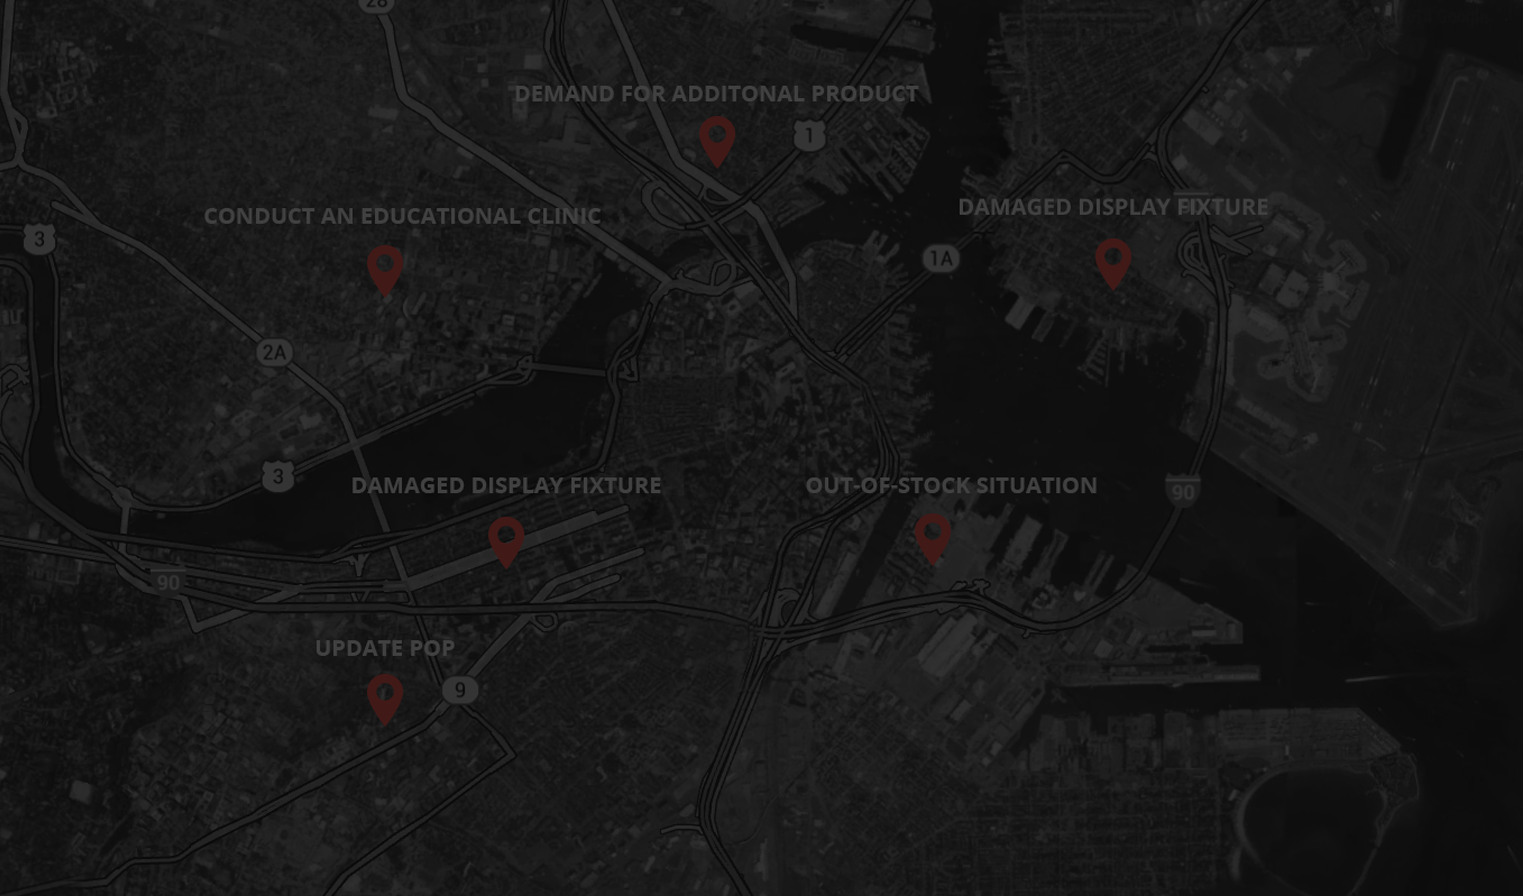 28
DEMAND FOR ADDITONAL PRODUCT
1
CONDUCT AN EDUCATIONAL CLINIC
DAMAGED DISPLAY FIXTURE
3
1A
2A
3
DAMAGED DISPLAY FIXTURE
OUT-OF-STOCK SITUATION
90
90
UPDATE POP
9